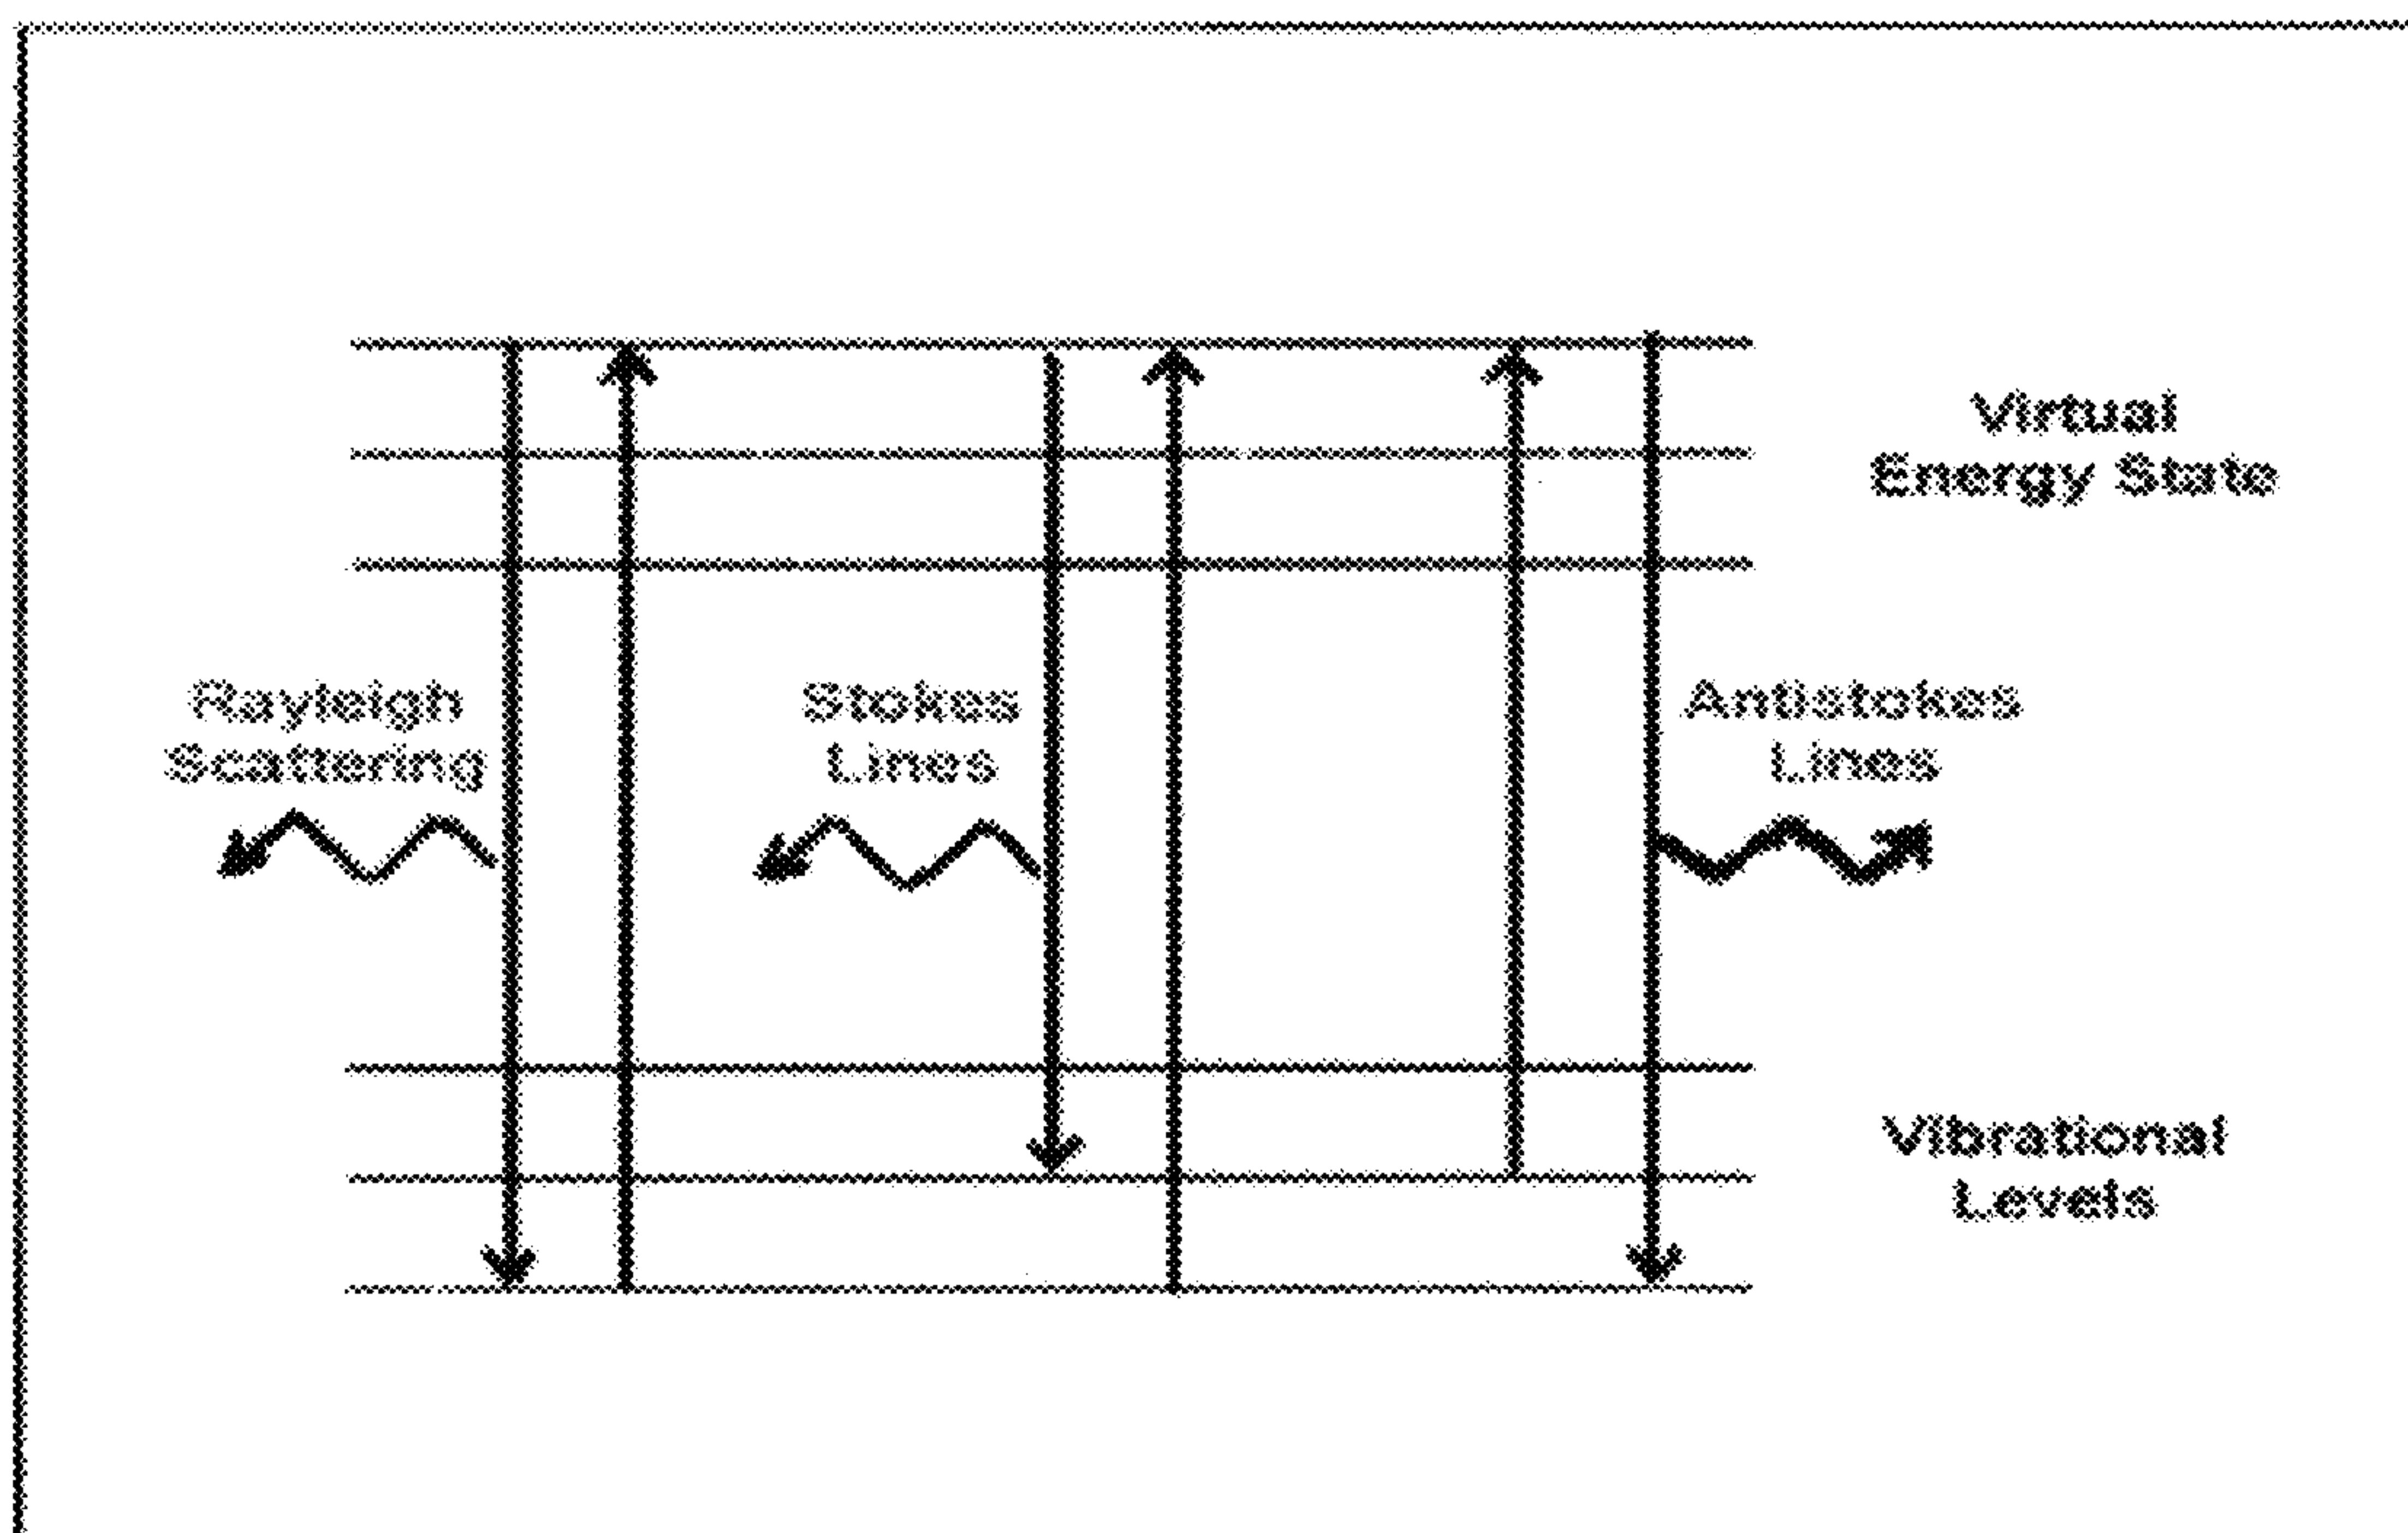 Virtual
Energy State
Rayleigh
Scattering
Stokes
Lines
Antistokes
Lines
Vibrational
Levels